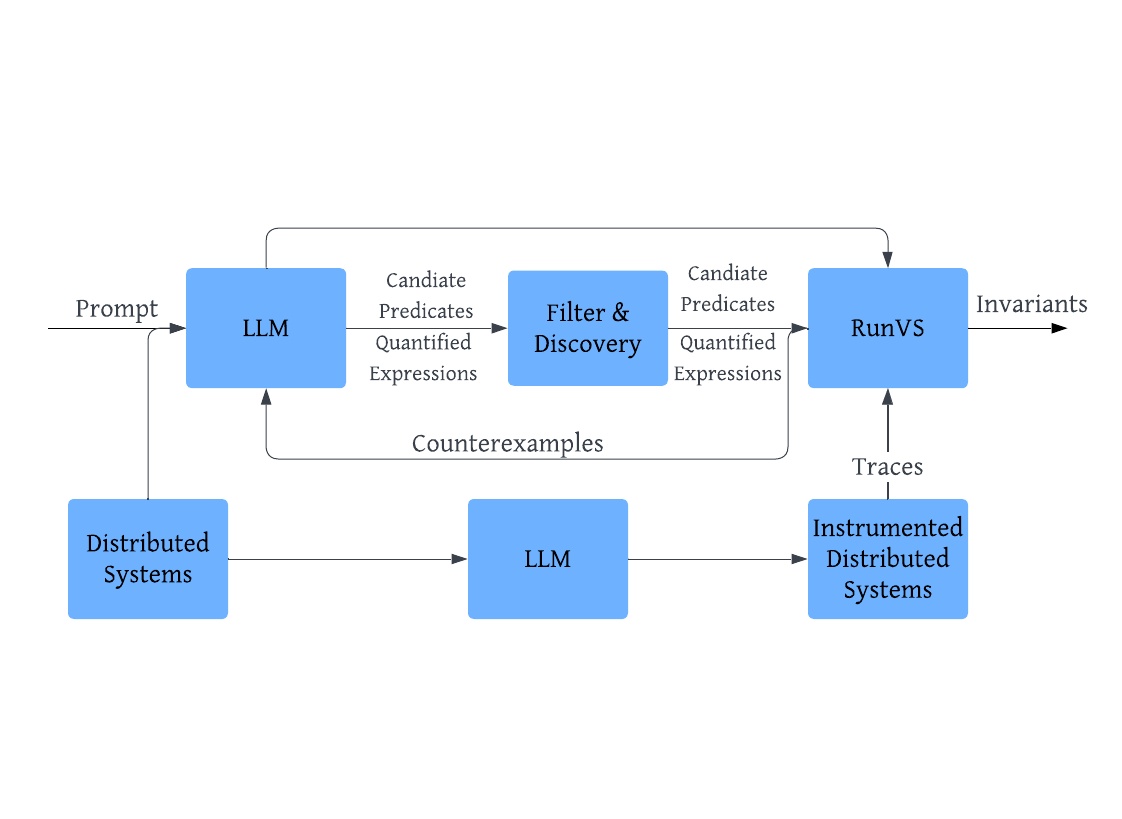 Prompt
LLM
Candiate
Predicates
Quantified
Expressions
Filter &
Discovery
Candiate
Predicates
Quantified
Expressions
RunVS
Invariants
Counterexamples
Traces
Distributed
Systems
LLM
Instrumented
Distributed
Systems